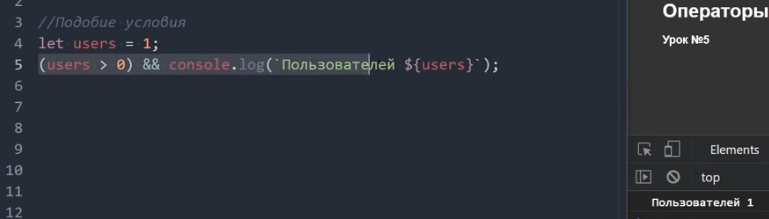 2
3 //Подобие условия
4 let users = 1;
5 (users > 0) && console.log(`Пользователей ${users}`);
6
7
8
9
10
11
12
Операторы
Урок №5
Elements
top
Пользователей 1